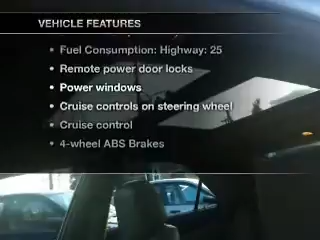 VEHICLE FEATURES
• Fuel Consumption: Highway: 25
• Remote power door locks
• Power windows
• Cruise controls on steering wheel
• Cruise control
• 4-wheel ABS Brakes